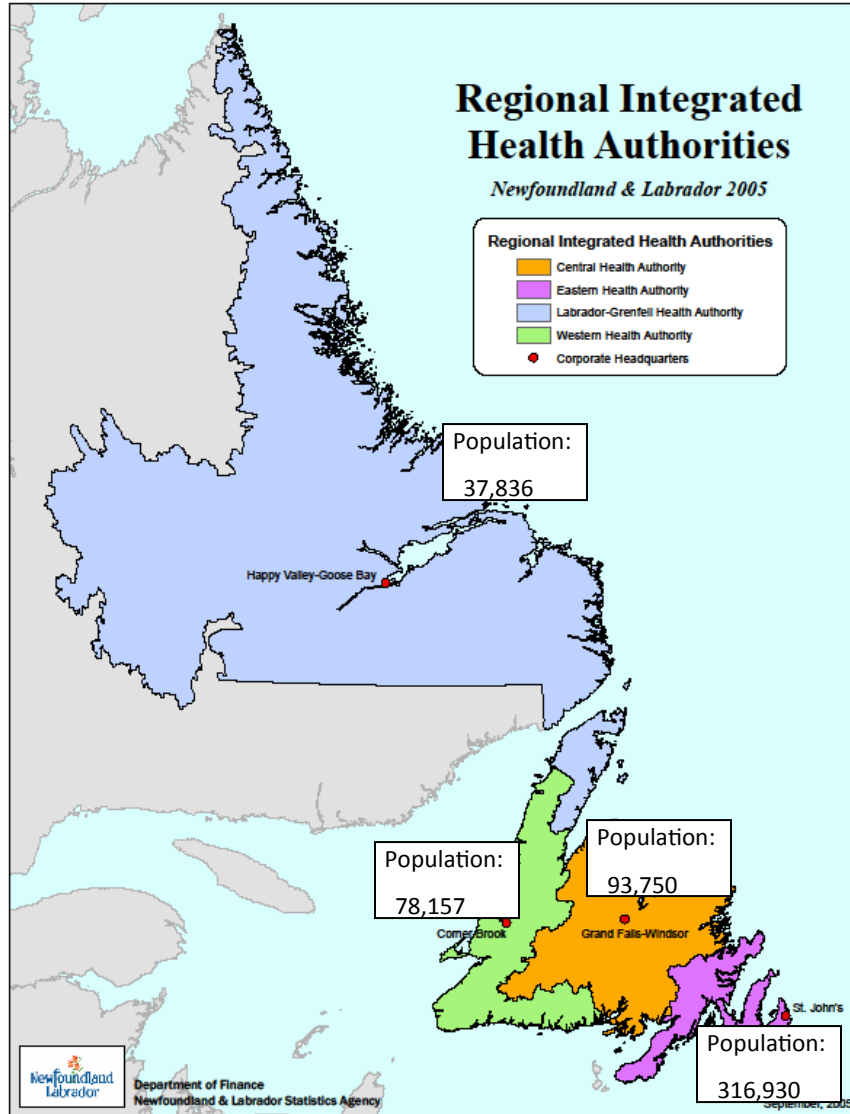 Regional Integrated
Health Authorities
Newfoundland & Labrador 2005
Regional Integrated Health Authorities
Central Health Authority
Eastern Health Authority
Labrador-Grenfell Health Authority
Western Health Authority
Corporate Headquarters
Population:
37,836
Happy Valley-Goose Bay
Population:
93,750
Population:
78,157
Corner Brook
Grand Falls-Windsor
St. John's
Population:
316,930
Newfoundland
Labrador
Department of Finance
Newfoundland & Labrador Statistics Agency
September, 2005